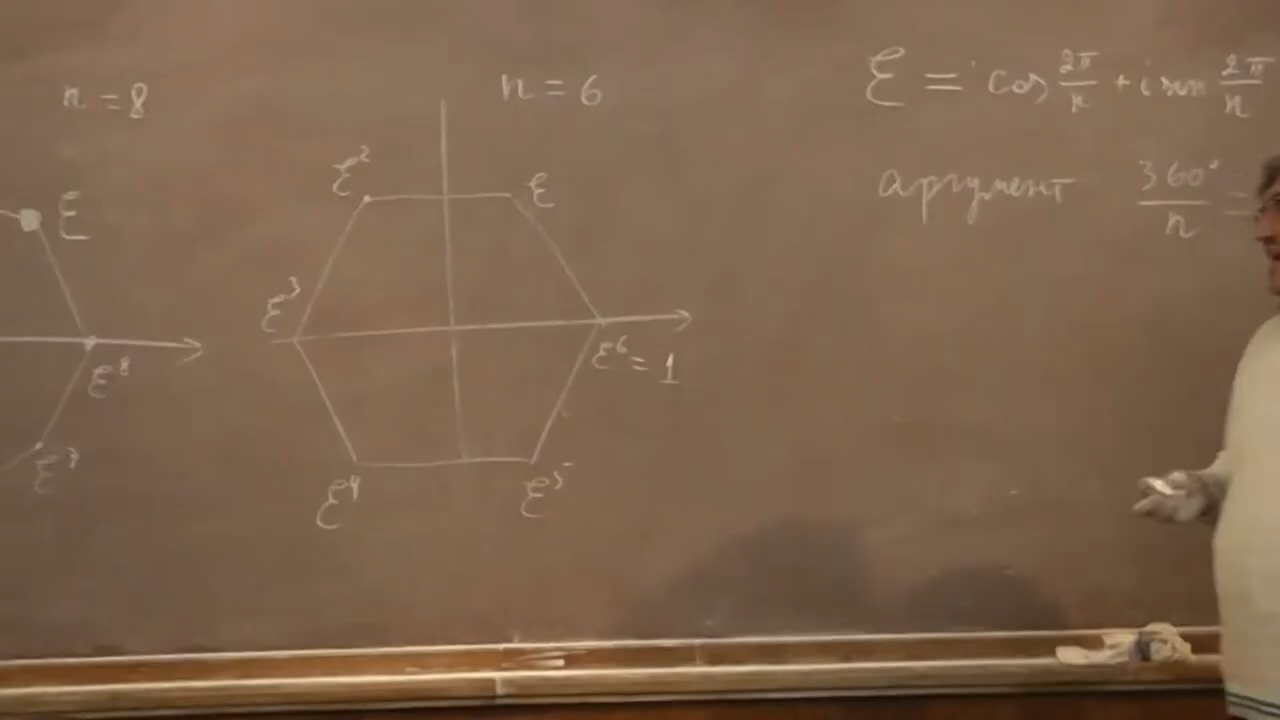 n = 8
ε
ε⁸
ε⁷
n = 6
ε²
ε
ε³
ε⁶ = 1
ε⁴
ε⁵
ε = cos 2π/n + i sin 2π/n
аргумент 360°/n =